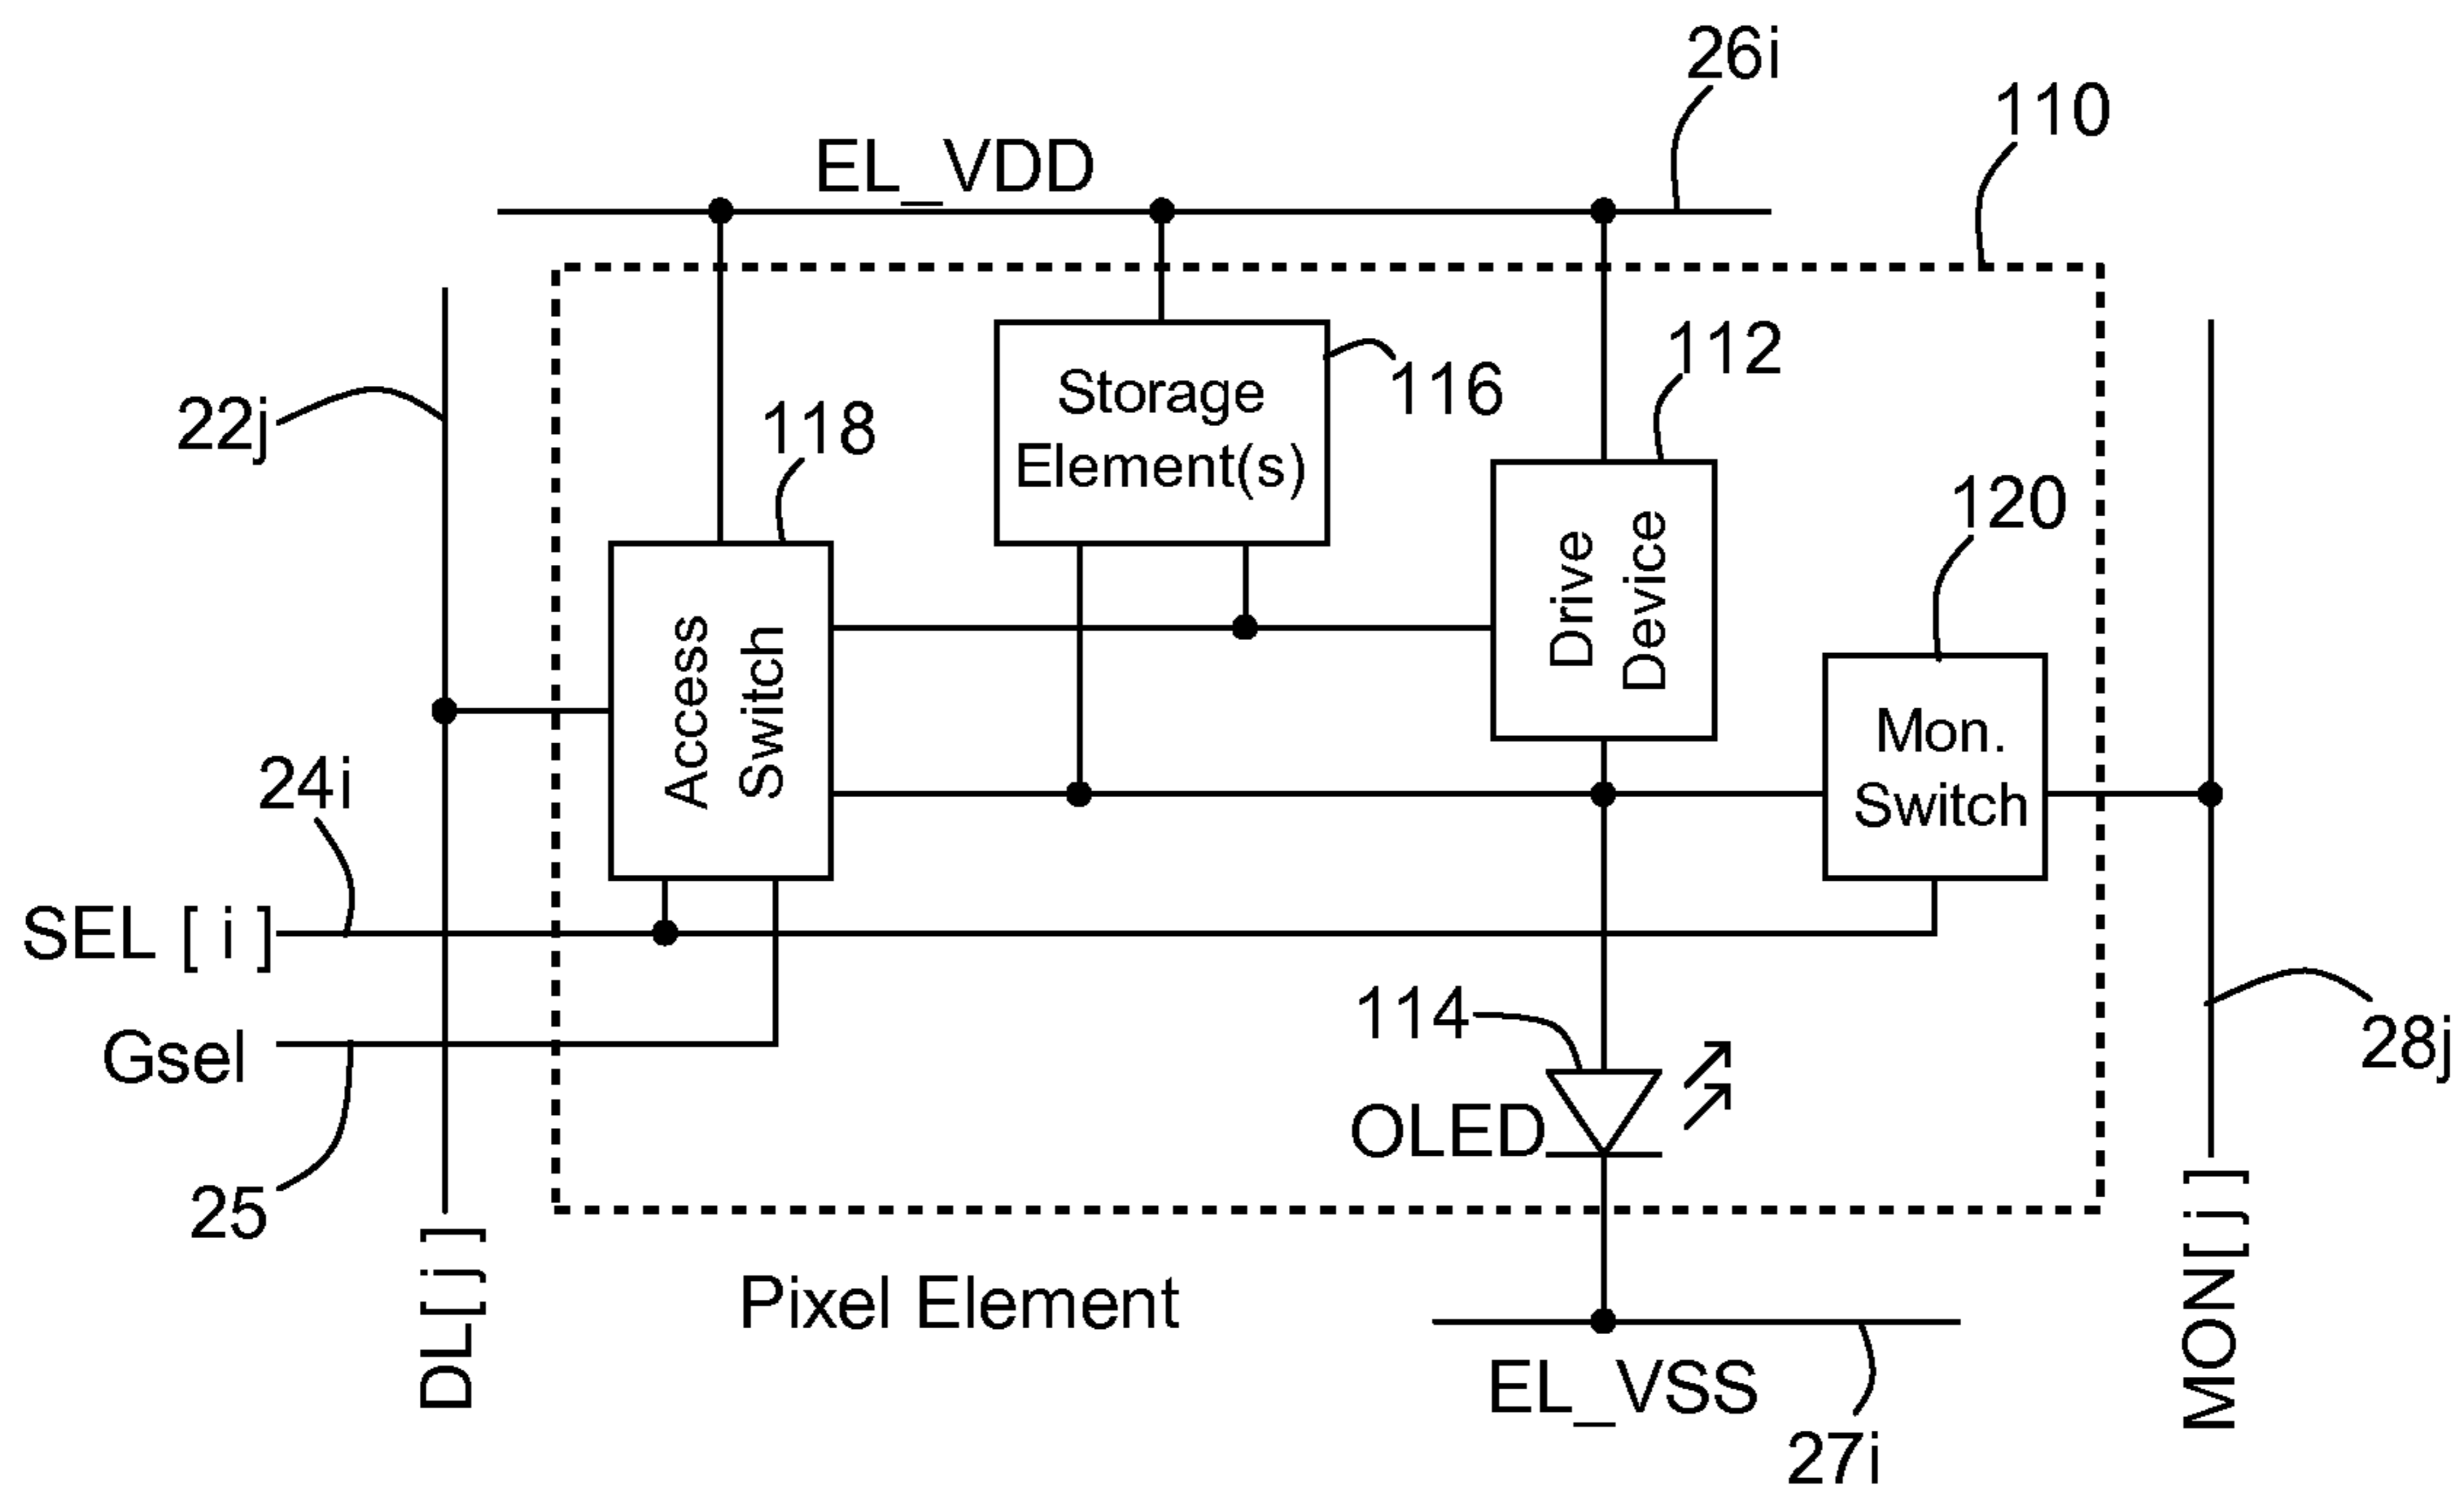 26i
110
EL_VDD
112
116
Storage
Element(s)
22j
118
120
Drive
Device
Access
Switch
Mon.
Switch
24i
SEL [ i ]
114
28j
Gsel
OLED
25
DL[ j ]
MON[ j ]
Pixel Element
EL_VSS
27i